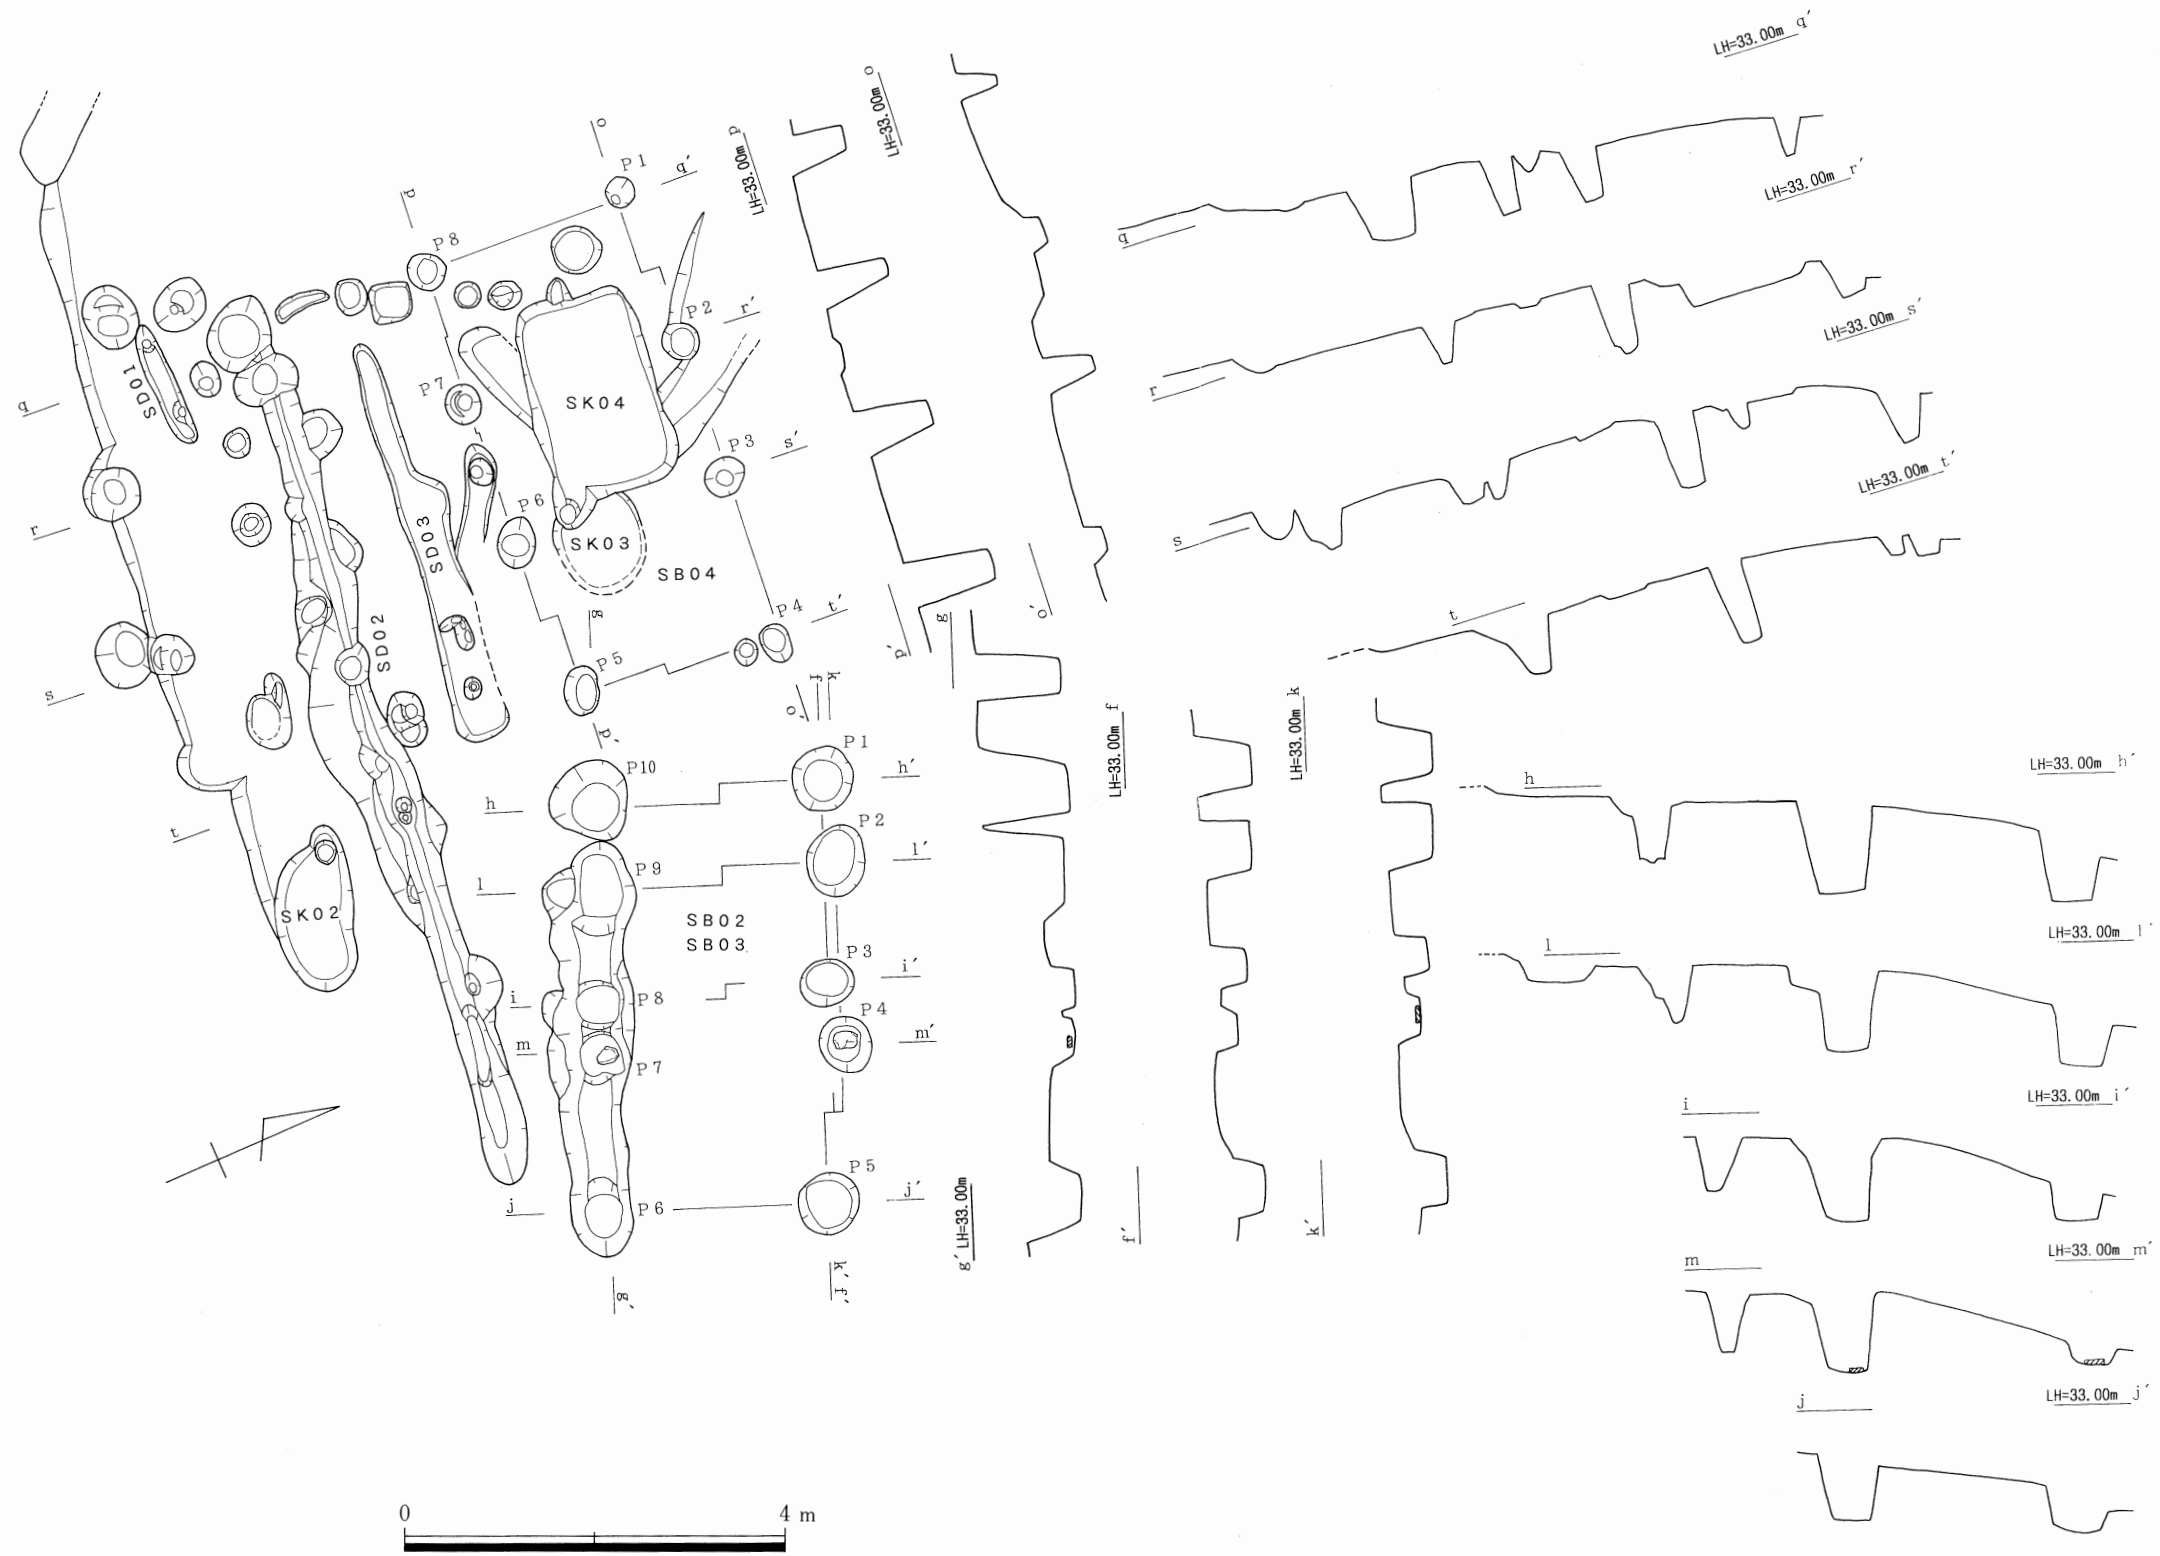 o
P1
q′
p
P8
P2
r′
SD01
P7
SK04
q
P3
s′
P6
r
SD03
SK03
SB04
g
P4
t′
SD02
P5
s
p′
o′
f
k
P10
P1
h′
h
P2
t
l′
P9
l
SK02
SB02
SB03
P3
i′
i
P8
P4
m
m′
P7
P5
j′
j
P6
g′
k′
f′
0
4 m
LH=33.00m p
LH=33.00m o
p′
o′
g
g′ LH=33.00m
LH=33.00m f
f′
LH=33.00m k
k′
LH=33.00m q′
q
LH=33.00m r′
r
LH=33.00m s′
s
LH=33.00m t′
t
LH=33.00m h′
h
LH=33.00m l′
l
LH=33.00m i′
i
LH=33.00m m′
m
LH=33.00m j′
j